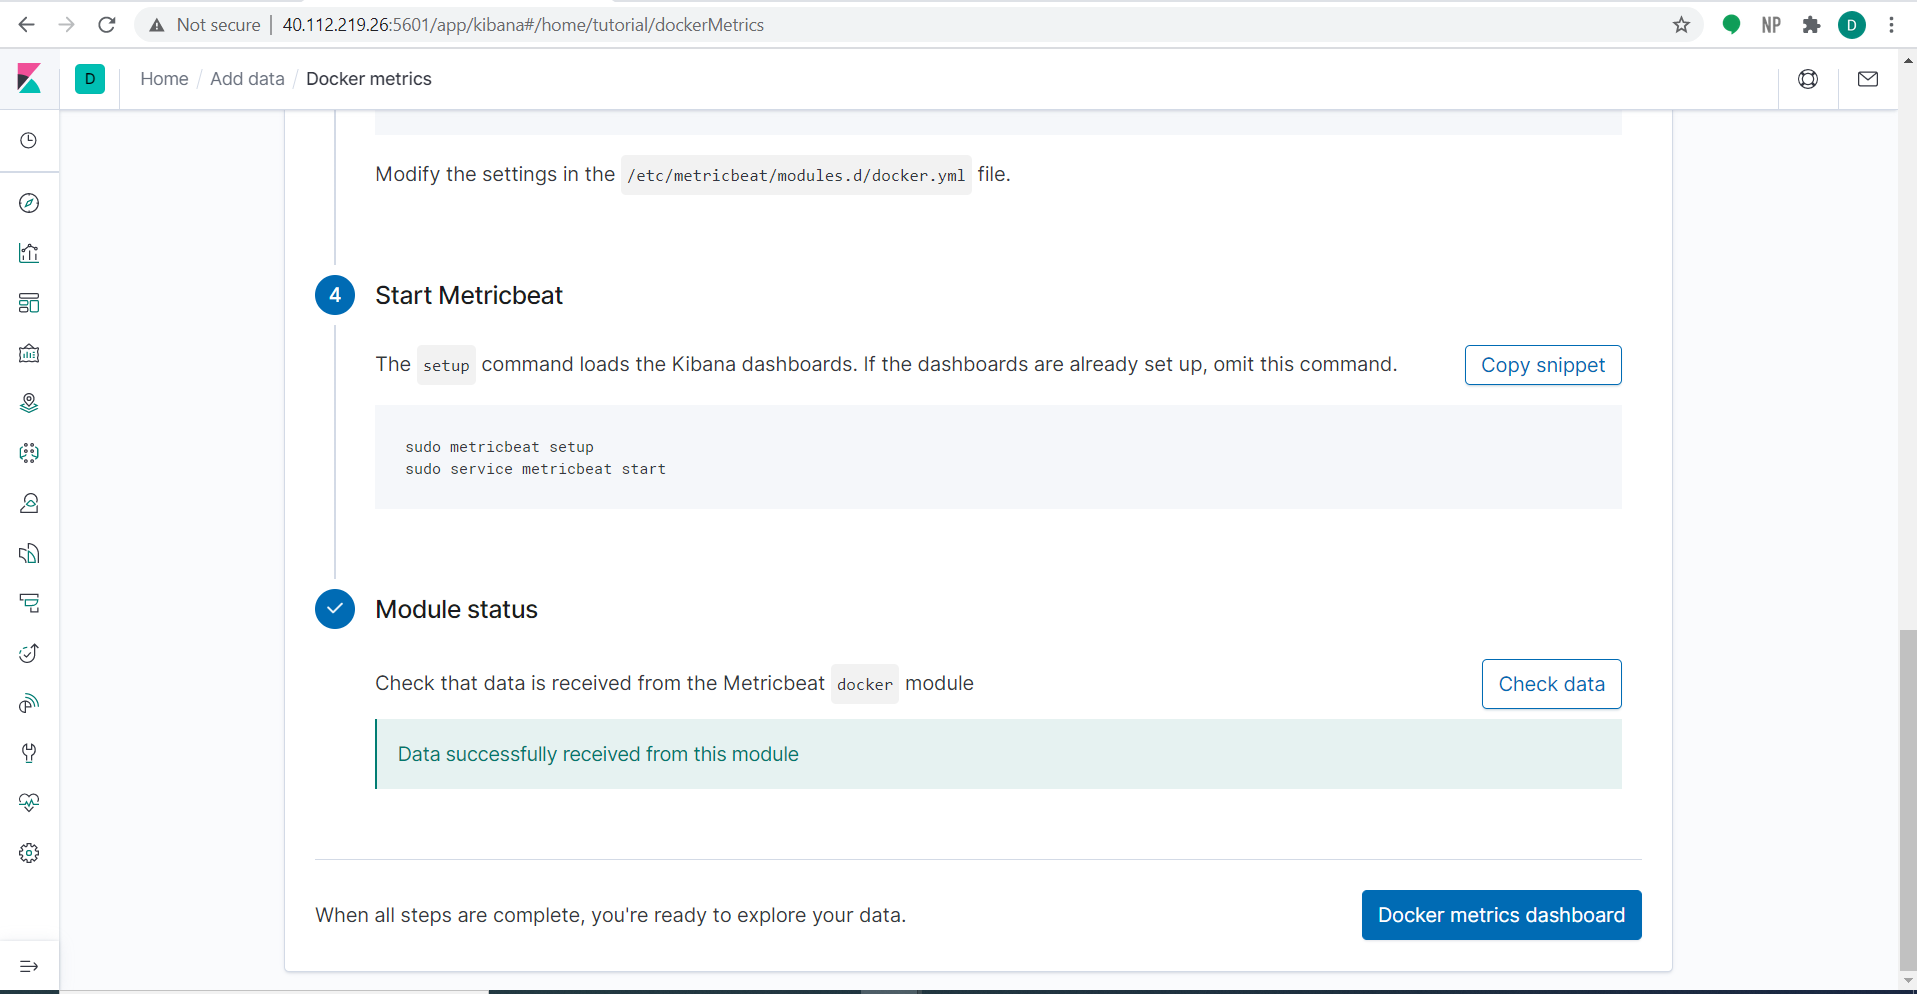 Not secure | 40.112.219.26:5601/app/kibana#/home/tutorial/dockerMetrics
NP
D
D
Home / Add data / Docker metrics
Modify the settings in the /etc/metricbeat/modules.d/docker.yml file.
4 Start Metricbeat
The setup command loads the Kibana dashboards. If the dashboards are already set up, omit this command.
Copy snippet
sudo metricbeat setup
sudo service metricbeat start
Module status
Check that data is received from the Metricbeat docker module
Check data
Data successfully received from this module
When all steps are complete, you're ready to explore your data.
Docker metrics dashboard